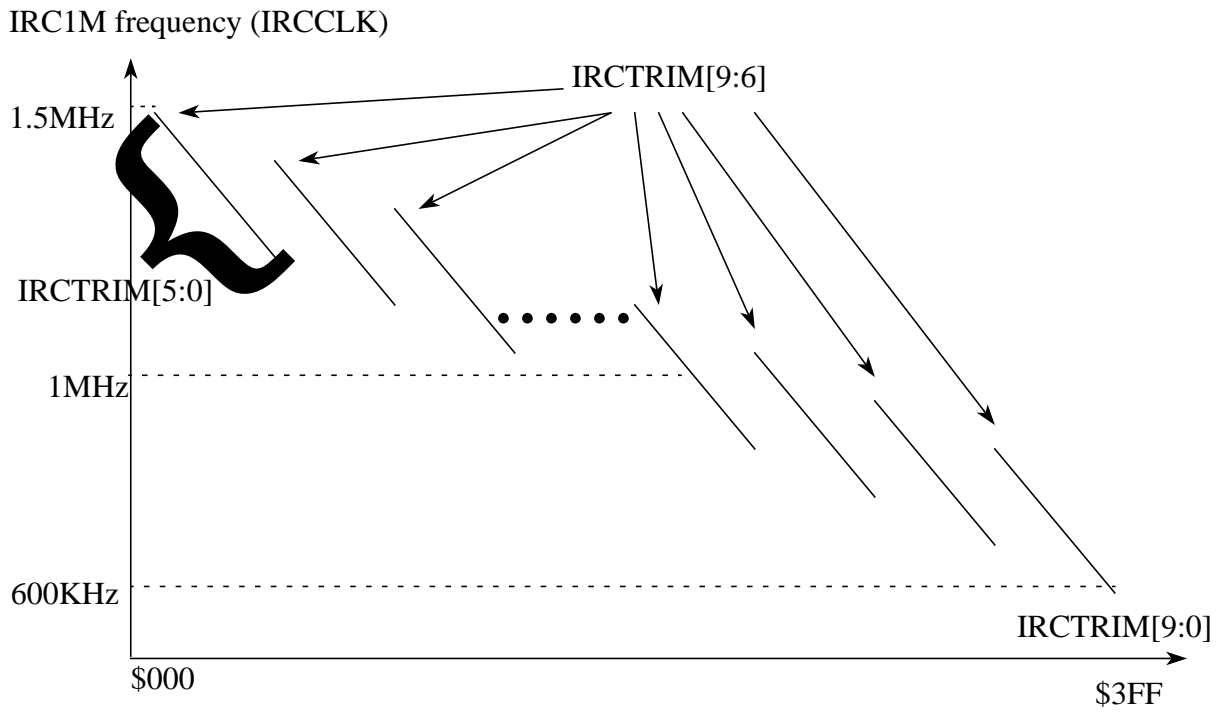 IRC1M frequency (IRCCLK)
IRCTRIM[9:6]
1.5MHz
IRCTRIM[5:0]
1MHz
600KHz
IRCTRIM[9:0]
$000
$3FF